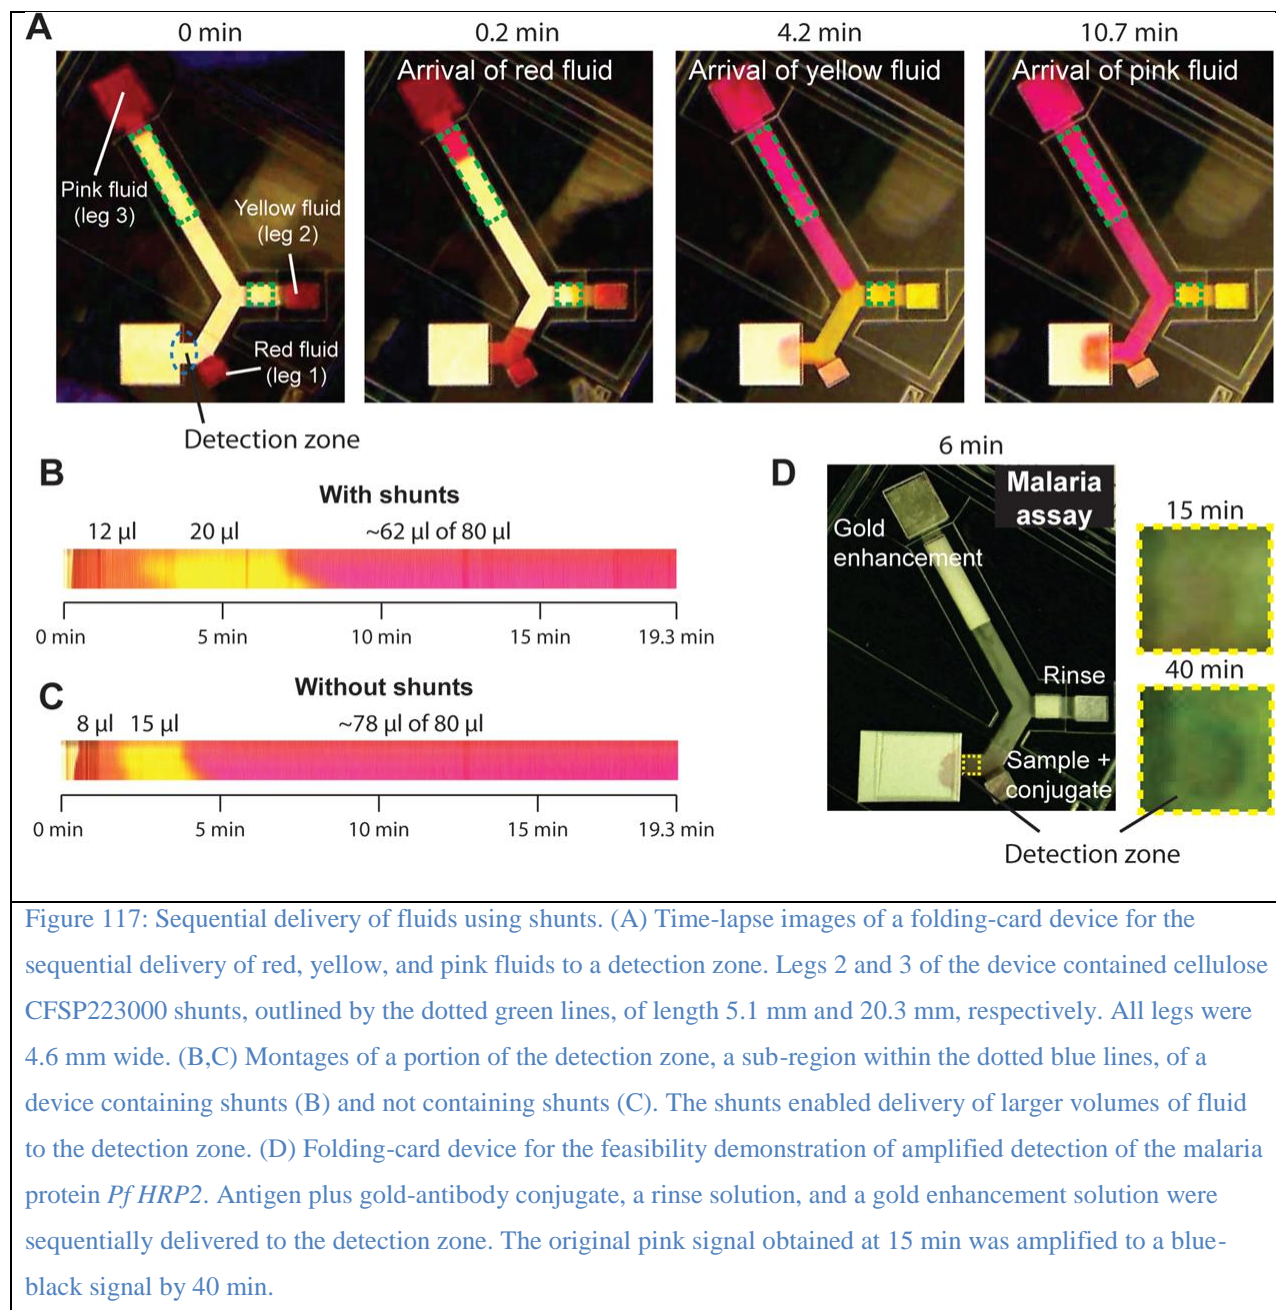 A
0 min
0.2 min
4.2 min
10.7 min
Arrival of red fluid
Arrival of yellow fluid
Arrival of pink fluid
Pink fluid
(leg 3)
Yellow fluid
(leg 2)
Red fluid
(leg 1)
Detection zone
B
With shunts
12 µl
20 µl
~62 µl of 80 µl
0 min
5 min
10 min
15 min
19.3 min
C
Without shunts
8 µl
15 µl
~78 µl of 80 µl
0 min
5 min
10 min
15 min
19.3 min
D
6 min
Malaria
assay
Gold
enhancement
Rinse
Sample +
conjugate
15 min
40 min
Detection zone
Figure 117: Sequential delivery of fluids using shunts. (A) Time-lapse images of a folding-card device for the
sequential delivery of red, yellow, and pink fluids to a detection zone. Legs 2 and 3 of the device contained cellulose
CFSP223000 shunts, outlined by the dotted green lines, of length 5.1 mm and 20.3 mm, respectively. All legs were
4.6 mm wide. (B,C) Montages of a portion of the detection zone, a sub-region within the dotted blue lines, of a
device containing shunts (B) and not containing shunts (C). The shunts enabled delivery of larger volumes of fluid
to the detection zone. (D) Folding-card device for the feasibility demonstration of amplified detection of the malaria
protein Pf HRP2. Antigen plus gold-antibody conjugate, a rinse solution, and a gold enhancement solution were
sequentially delivered to the detection zone. The original pink signal obtained at 15 min was amplified to a blue-
black signal by 40 min.